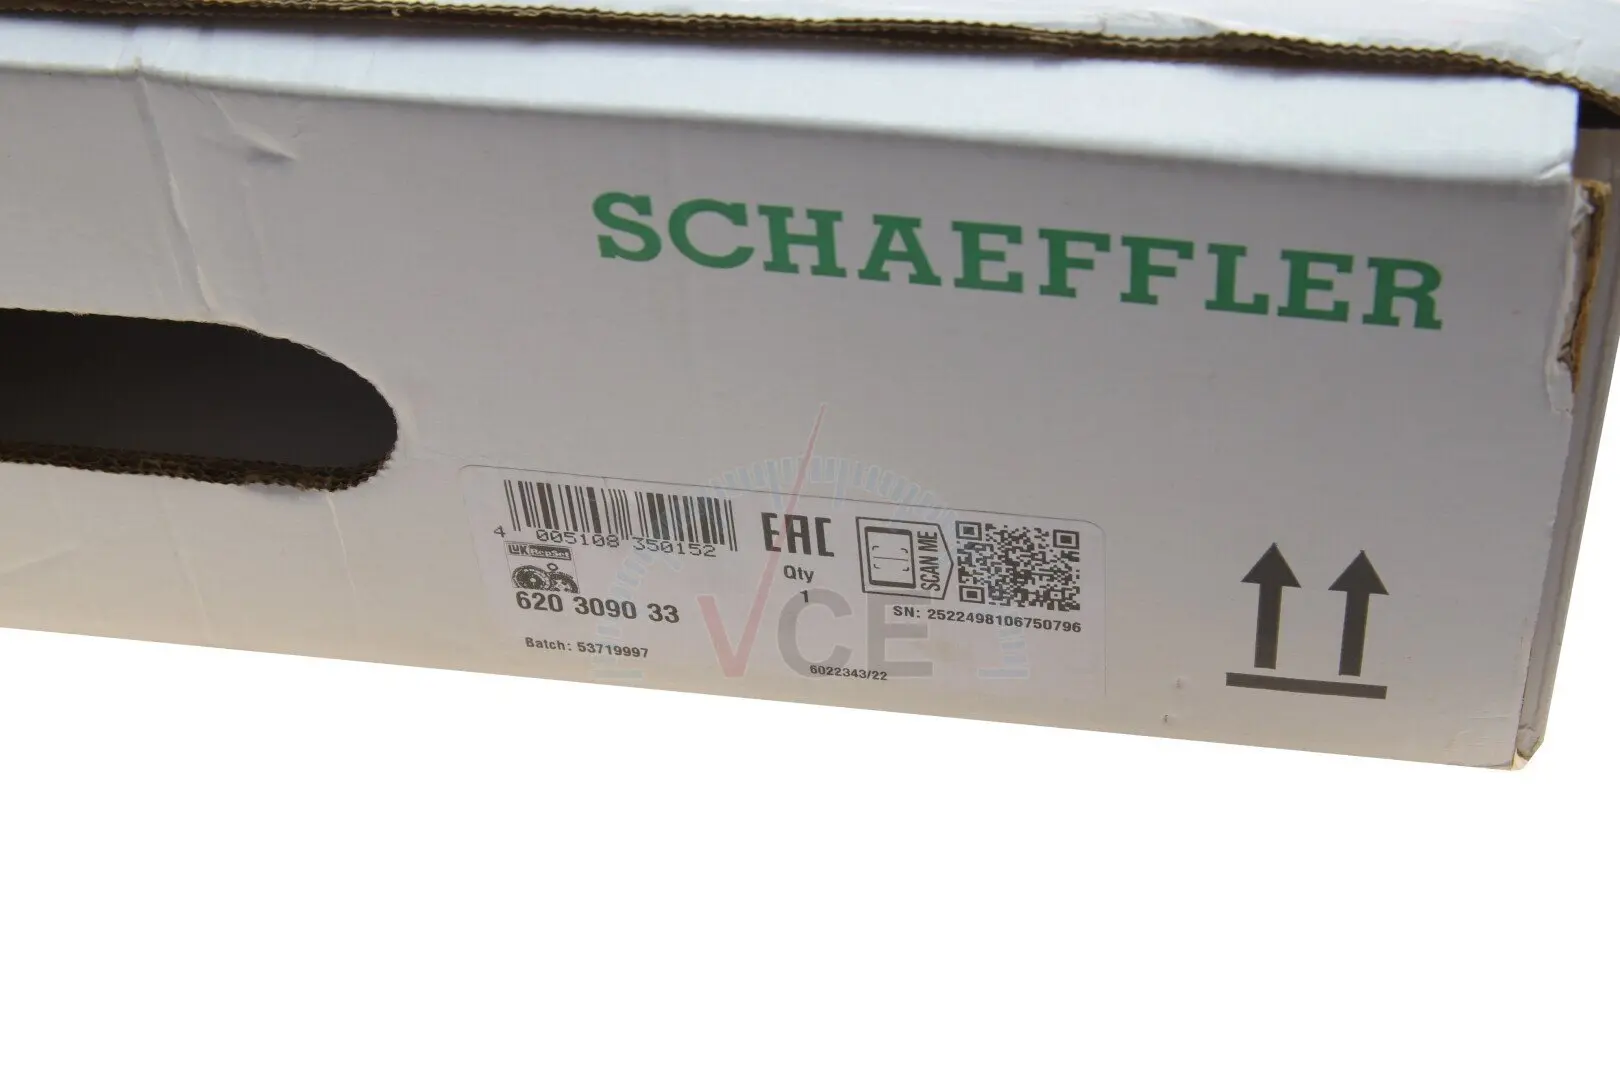 SCHAEFFLER
4 005108 350152
LuK RepSet
EAC
Qty
1
SCAN ME
620 3090 33
SN: 2522498106750796
Batch: 53719997
6022343/22
VCE